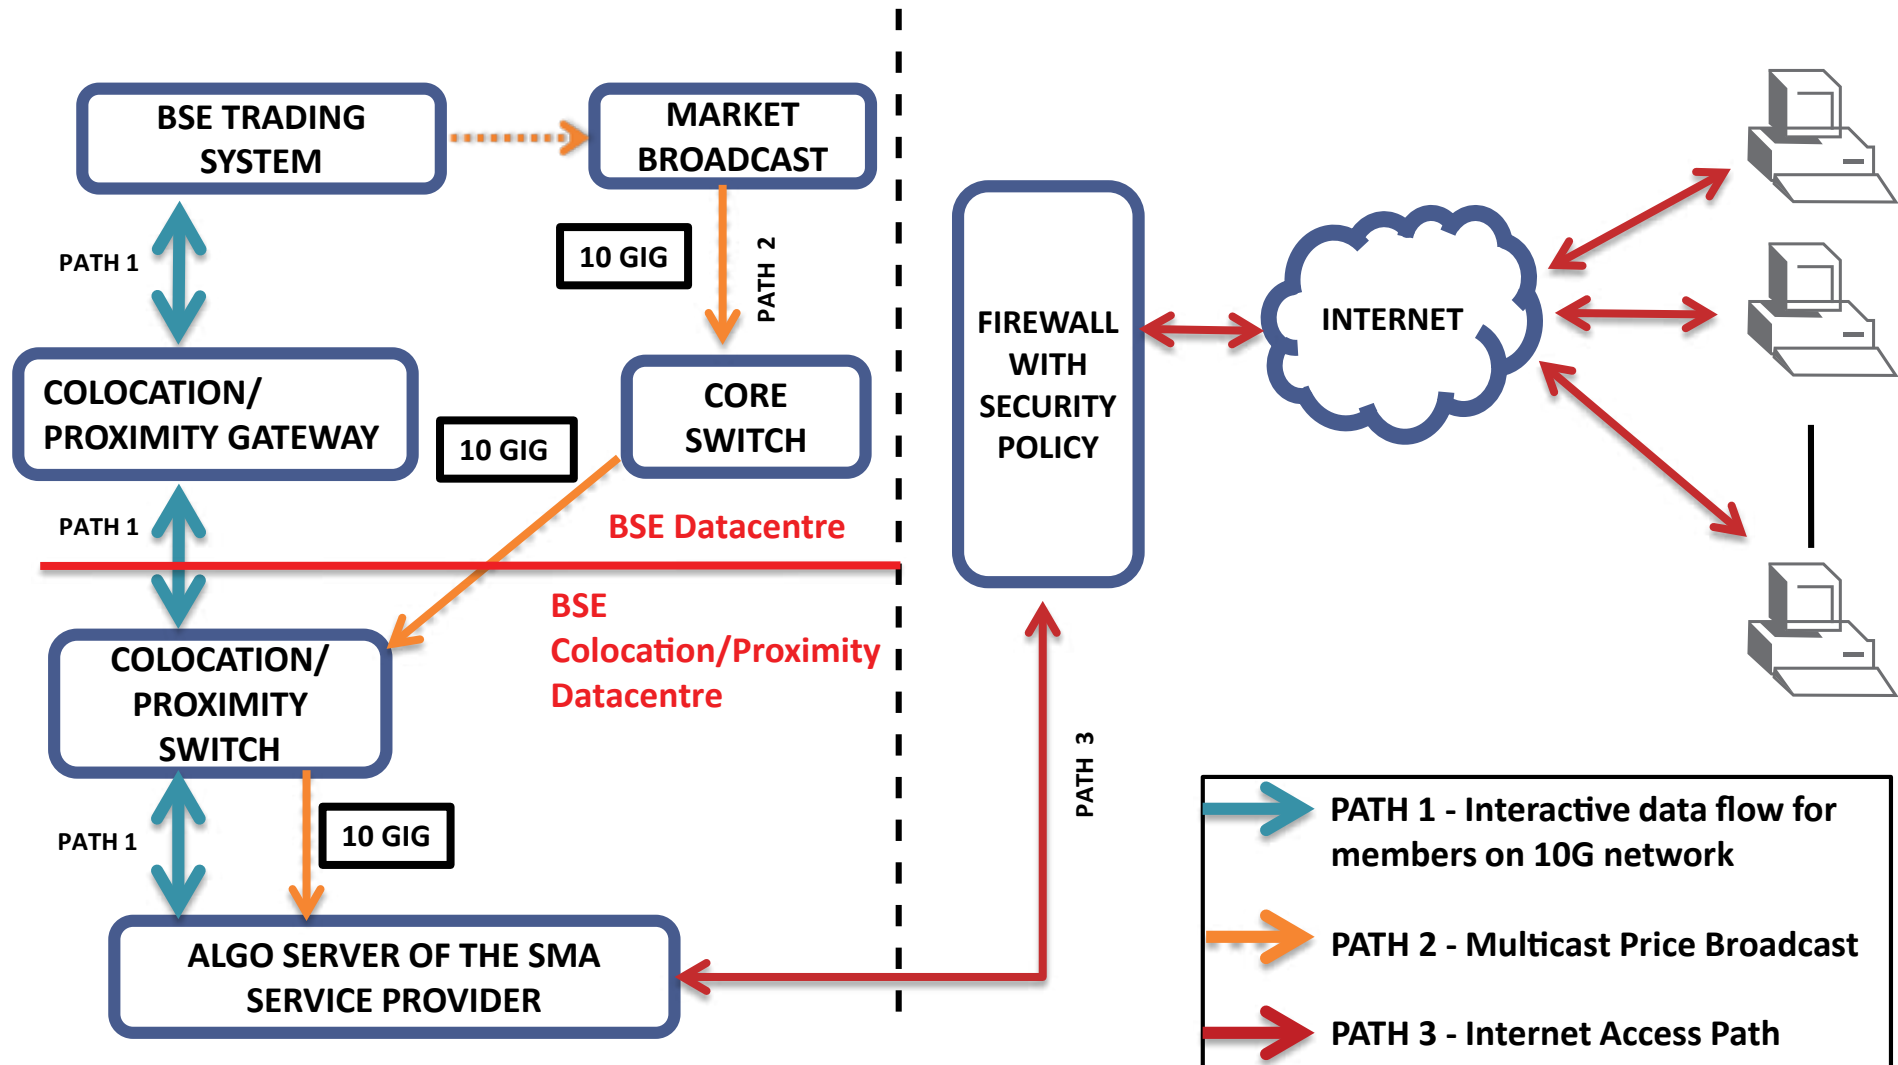 BSE TRADING
SYSTEM
MARKET
BROADCAST
PATH 1
10 GIG
PATH 2
COLOCATION/
PROXIMITY GATEWAY
10 GIG
CORE
SWITCH
PATH 1
BSE Datacentre
BSE
Colocation/Proximity
Datacentre
COLOCATION/
PROXIMITY
SWITCH
PATH 1
10 GIG
ALGO SERVER OF THE SMA
SERVICE PROVIDER
FIREWALL
WITH
SECURITY
POLICY
INTERNET
PATH 3
PATH 1 - Interactive data flow for
members on 10G network
PATH 2 - Multicast Price Broadcast
PATH 3 - Internet Access Path